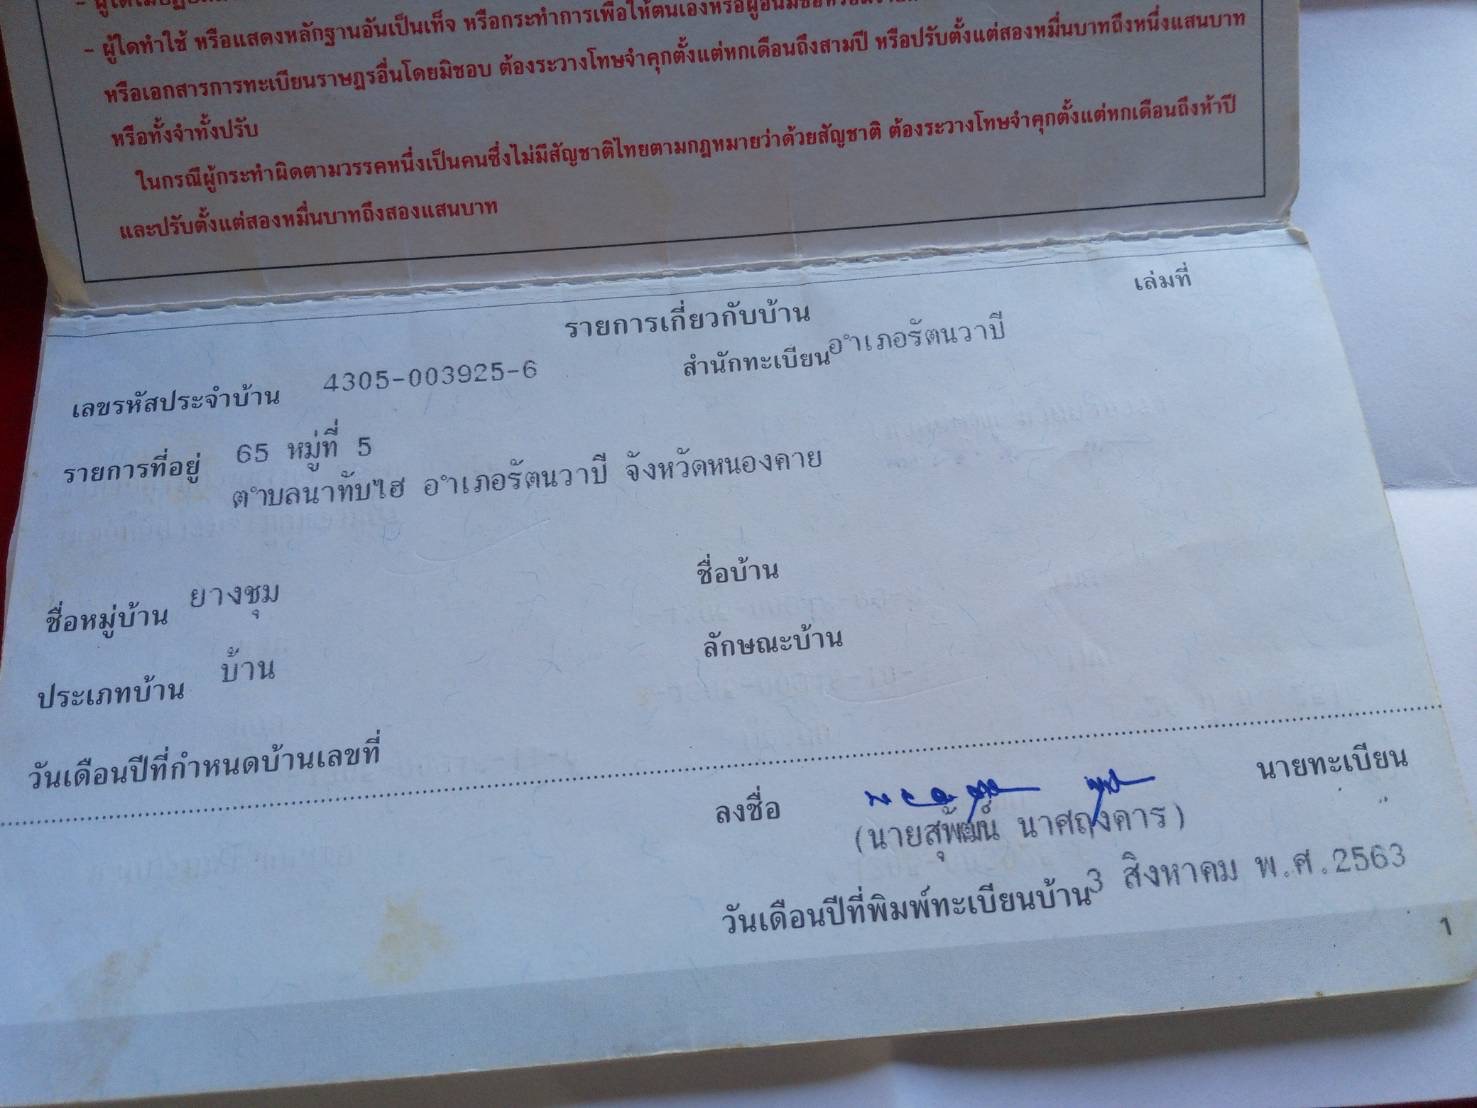 - ผู้ใดทำใช้ หรือแสดงหลักฐานอันเป็นเท็จ หรือกระทำการเพื่อให้ตนเองหรือผู้อื่นมีชื่อหรือ
หรือเอกสารการทะเบียนราษฎรอื่นโดยมิชอบ ต้องระวางโทษจำคุกตั้งแต่หกเดือนถึงสามปี หรือปรับตั้งแต่สองหมื่นบาทถึงหนึ่งแสนบาท
หรือทั้งจำทั้งปรับ
ในกรณีผู้กระทำผิดตามวรรคหนึ่งเป็นคนซึ่งไม่มีสัญชาติไทยตามกฎหมายว่าด้วยสัญชาติ ต้องระวางโทษจำคุกตั้งแต่หกเดือนถึงห้าปี
และปรับตั้งแต่สองหมื่นบาทถึงสองแสนบาท
เล่มที่
รายการเกี่ยวกับบ้าน
เลขรหัสประจำบ้าน 4305-003925-6 สำนักทะเบียน อำเภอรัตนวาปี
รายการที่อยู่ 65 หมู่ที่ 5
ตำบลนาทับไฮ อำเภอรัตนวาปี จังหวัดหนองคาย
ชื่อหมู่บ้าน ยางชุม ชื่อบ้าน
ประเภทบ้าน บ้าน ลักษณะบ้าน
วันเดือนปีที่กำหนดบ้านเลขที่
ลงชื่อ นายทะเบียน
(นายสุพัฒน์ นาศฤงคาร)
วันเดือนปีที่พิมพ์ทะเบียนบ้าน 3 สิงหาคม พ.ศ.2563
1